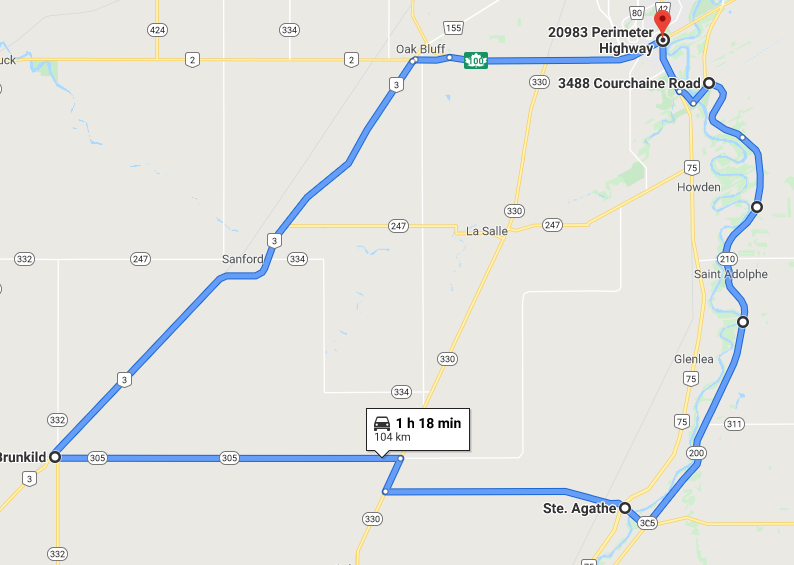 80
42
424
334
155
20983 Perimeter
Highway
Oak Bluff
2
2
100
3
330
3488 Courchaine Road
75
Howden
330
247
247
La Salle
3
332
247
Sanford
334
210
Saint Adolphe
330
Glenlea
3
75
334
332
1 h 18 min
104 km
75
311
Brunkild
305
305
200
3
Ste. Agathe
330
305
332
75